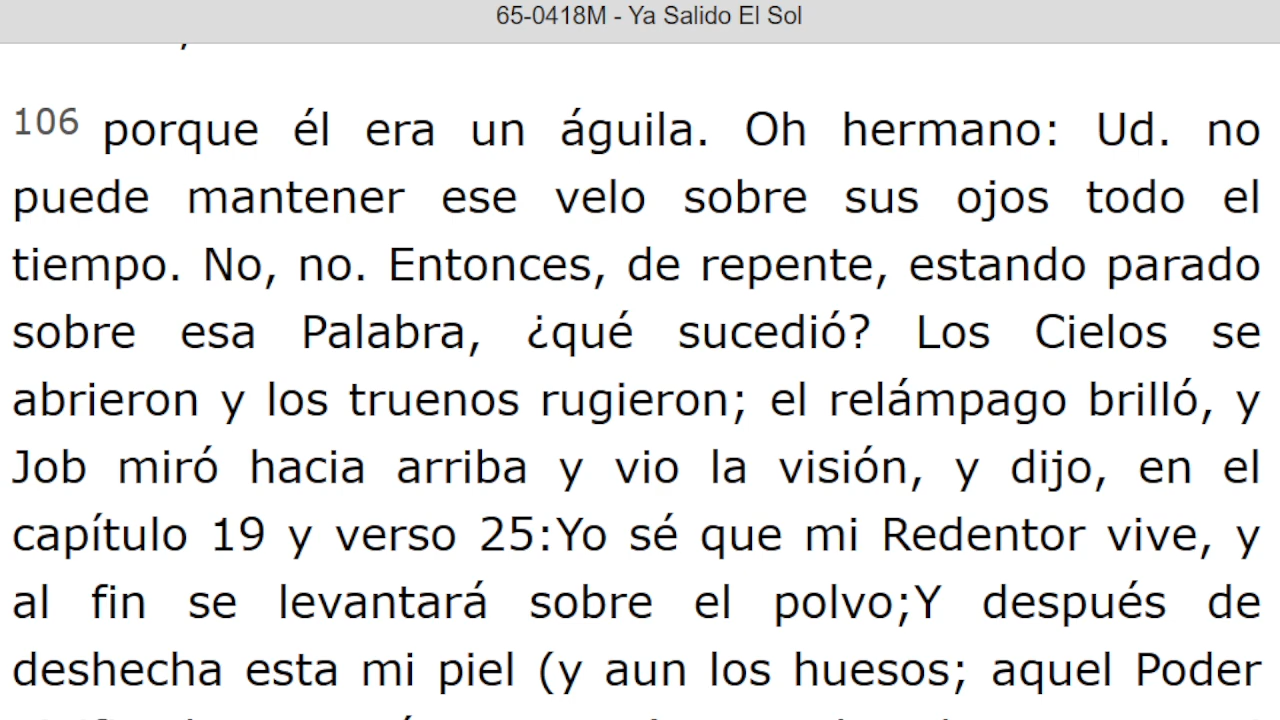 65-0418M - Ya Salido El Sol
106 porque él era un águila. Oh hermano: Ud. no
puede mantener ese velo sobre sus ojos todo el
tiempo. No, no. Entonces, de repente, estando parado
sobre esa Palabra, ¿qué sucedió? Los Cielos se
abrieron y los truenos rugieron; el relámpago brilló, y
Job miró hacia arriba y vio la visión, y dijo, en el
capítulo 19 y verso 25:Yo sé que mi Redentor vive, y
al fin se levantará sobre el polvo;Y después de
deshecha esta mi piel (y aun los huesos; aquel Poder